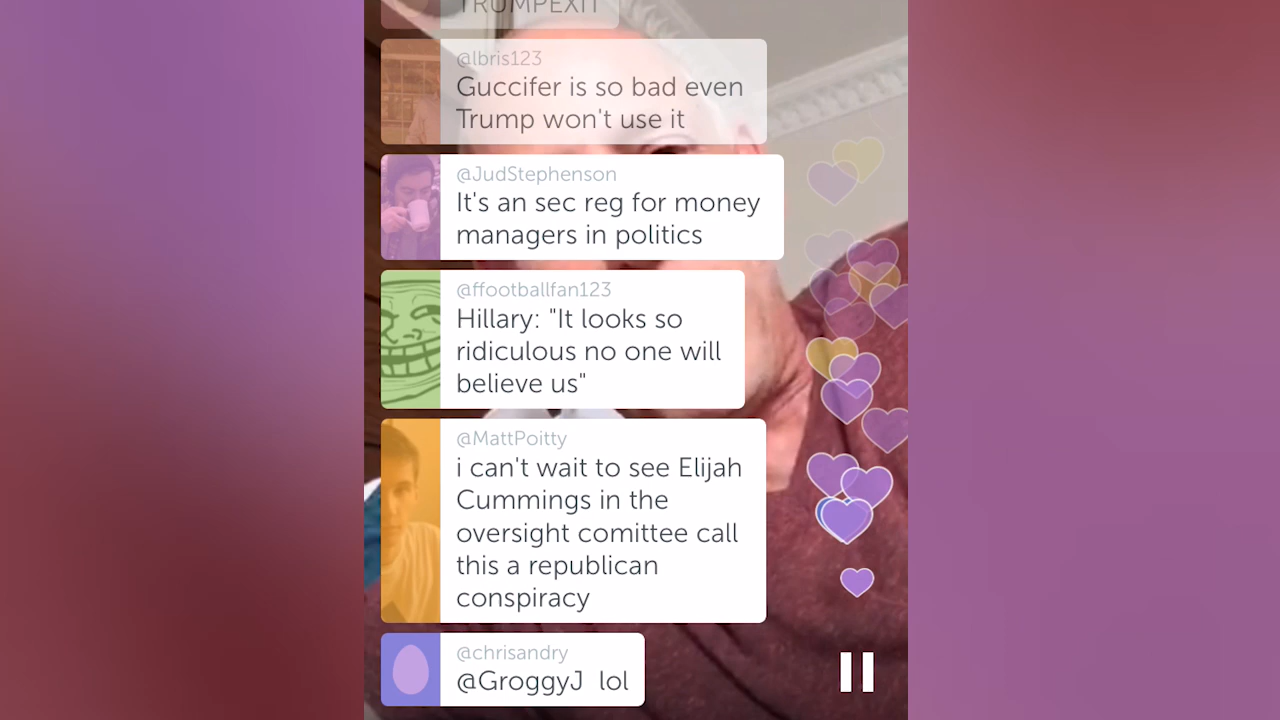 TRUMPEXIT
@lbris123
Guccifer is so bad even
Trump won't use it
@JudStephenson
It's an sec reg for money
managers in politics
@ffootballfan123
Hillary: "It looks so
ridiculous no one will
believe us"
@MattPoitty
i can't wait to see Elijah
Cummings in the
oversight comittee call
this a republican
conspiracy
@chrisandry
@GroggyJ  lol